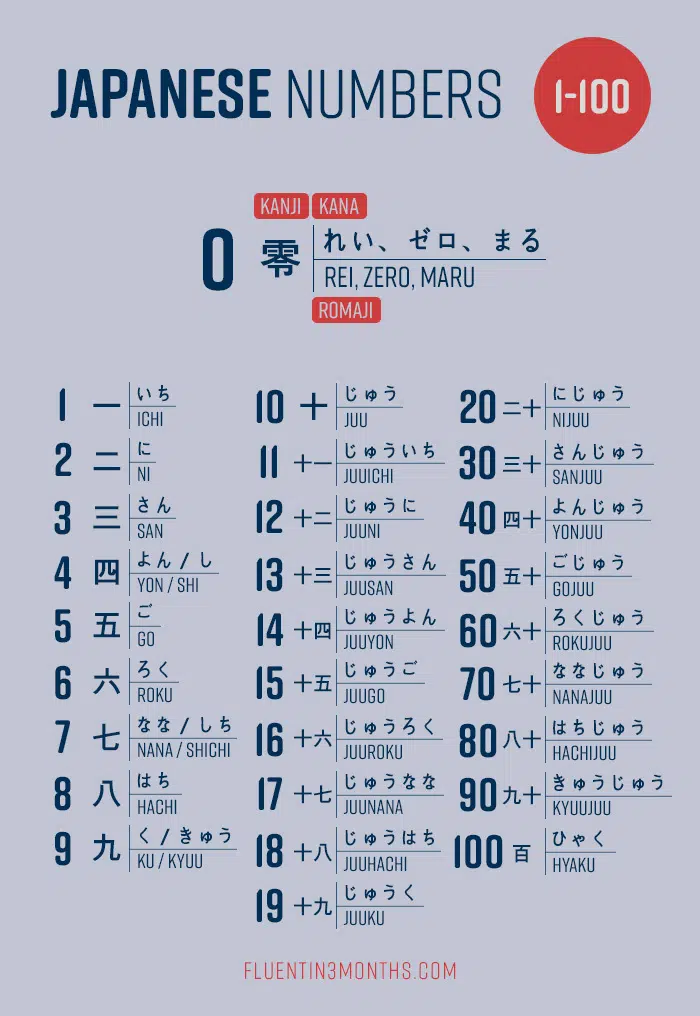 JAPANESE NUMBERS 1-100
KANJI KANA
0 零 れい、ゼロ、まる
REI, ZERO, MARU
ROMAJI
1 一 いち
ICHI
2 二 に
NI
3 三 さん
SAN
4 四 よん / し
YON / SHI
5 五 ご
GO
6 六 ろく
ROKU
7 七 なな / しち
NANA / SHICHI
8 八 はち
HACHI
9 九 く / きゅう
KU / KYUU
10 十 じゅう
JUU
11 十一 じゅういち
JUUICHI
12 十二 じゅうに
JUUNI
13 十三 じゅうさん
JUUSAN
14 十四 じゅうよん
JUUYON
15 十五 じゅうご
JUUGO
16 十六 じゅうろく
JUUROKU
17 十七 じゅうなな
JUUNANA
18 十八 じゅうはち
JUUHACHI
19 十九 じゅうく
JUUKU
20 二十 にじゅう
NIJUU
30 三十 さんじゅう
SANJUU
40 四十 よんじゅう
YONJUU
50 五十 ごじゅう
GOJUU
60 六十 ろくじゅう
ROKUJUU
70 七十 ななじゅう
NANAJUU
80 八十 はちじゅう
HACHIJUU
90 九十 きゅうじゅう
KYUUJUU
100 百 ひゃく
HYAKU
FLUENTIN3MONTHS.COM